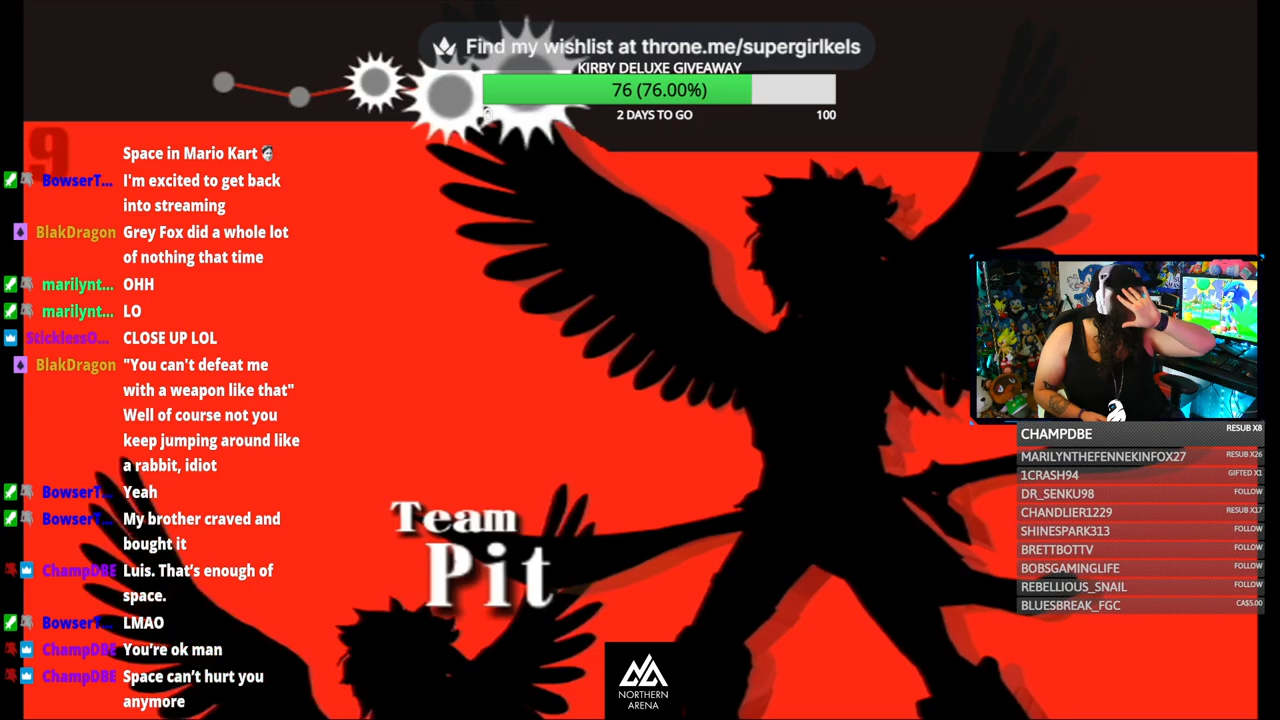 Find my wishlist at throne.me/supergirlkels
KIRBY DELUXE GIVEAWAY
76 (76.00%)
0
2 DAYS TO GO
100
9
Space in Mario Kart
BowserT... I'm excited to get back
into streaming
BlakDragon Grey Fox did a whole lot
of nothing that time
marilynt... OHH
marilynt... LO
SticklessO... CLOSE UP LOL
BlakDragon "You can't defeat me
with a weapon like that"
Well of course not you
keep jumping around like
a rabbit, idiot
BowserT... Yeah
BowserT... My brother craved and
bought it
ChampDBE Luis. That's enough of
space.
BowserT... LMAO
ChampDBE You're ok man
ChampDBE Space can't hurt you
anymore
Team
Pit
NORTHERN
ARENA
CHAMPDBE RESUB X8
MARILYNTHEFENNEKINFOX27 RESUB X26
1CRASH94 GIFTED X1
DR_SENKU98 FOLLOW
CHANDLIER1229 RESUB X17
SHINESPARK313 FOLLOW
BRETTBOTTV FOLLOW
BOBSGAMINGLIFE FOLLOW
REBELLIOUS_SNAIL FOLLOW
BLUESBREAK_FGC CA$5.00